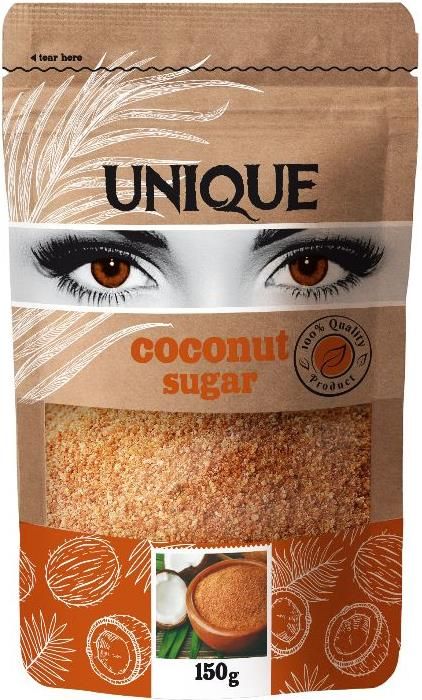 ◄ tear here
UNIQUE
coconut
sugar
100% Quality
Product
150g